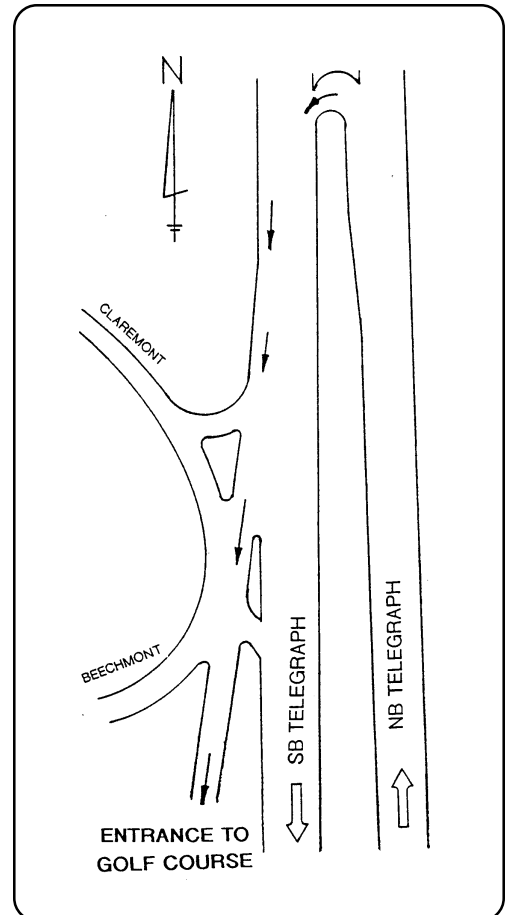 N
CLAREMONT
BEECHMONT
SB TELEGRAPH
NB TELEGRAPH
ENTRANCE TO
GOLF COURSE